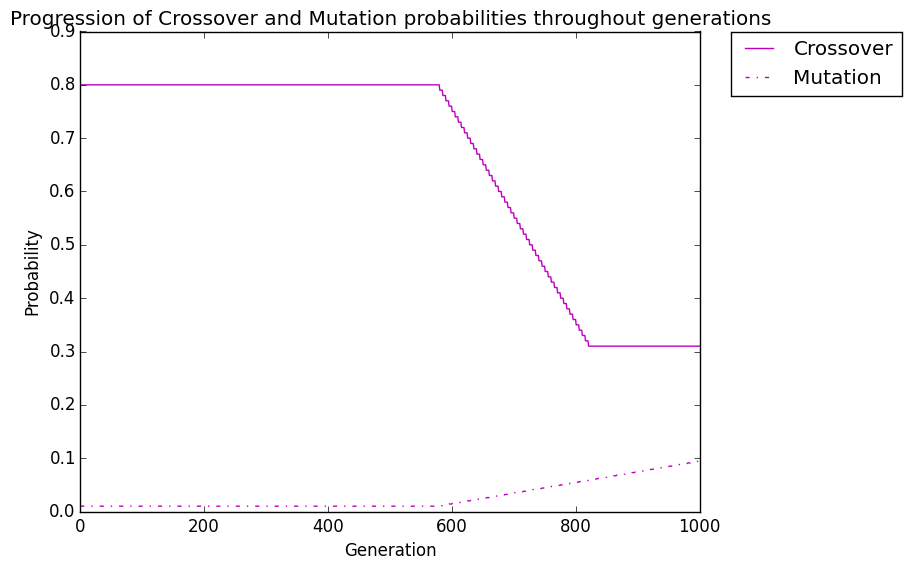 Progression of Crossover and Mutation probabilities throughout generations
0.9
0.8
0.7
0.6
0.5
0.4
0.3
0.2
0.1
0.0
Probability
0 200 400 600 800 1000
Generation
Crossover
Mutation